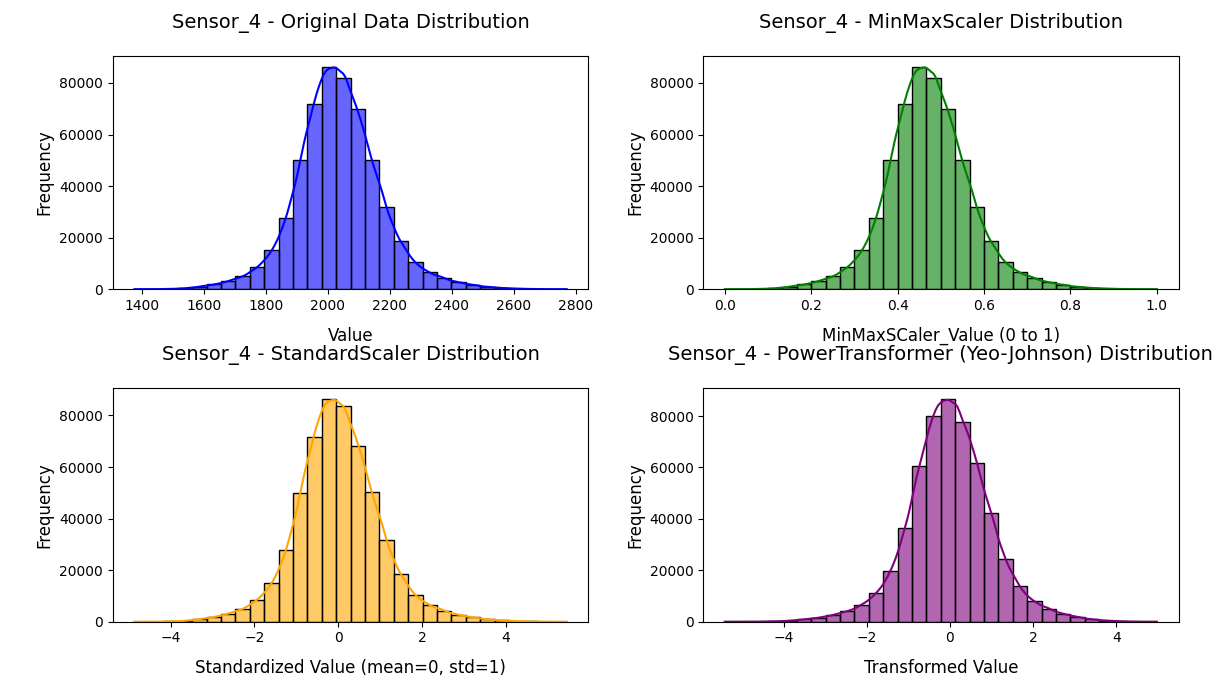 Sensor_4 - Original Data Distribution
Frequency
80000
60000
40000
20000
0
1400 1600 1800 2000 2200 2400 2600 2800
Value
Sensor_4 - MinMaxScaler Distribution
Frequency
80000
60000
40000
20000
0
0.0 0.2 0.4 0.6 0.8 1.0
MinMaxSCaler_Value (0 to 1)
Sensor_4 - StandardScaler Distribution
Frequency
80000
60000
40000
20000
0
−4 −2 0 2 4
Standardized Value (mean=0, std=1)
Sensor_4 - PowerTransformer (Yeo-Johnson) Distribution
Frequency
80000
60000
40000
20000
0
−4 −2 0 2 4
Transformed Value